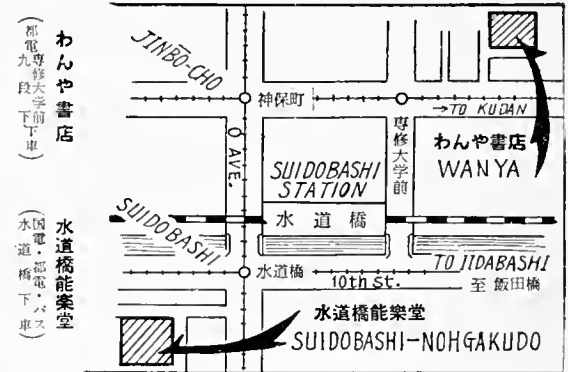 わんや書店
（都電 専修大学前 九段下 下車）
水道橋能楽堂
（国電・都電・バス 水道橋下車）
JINBŌ-CHO
神保町
→TO KUDAN
専修大学前
わんや書店
WANYA
O AVE.
SUIDOBASHI
STATION
水道橋
SUIDOBASHI
水道橋
10th St.
TO IIDABASHI
至 飯田橋
水道橋能楽堂
SUIDOBASHI-NOHGAKUDO